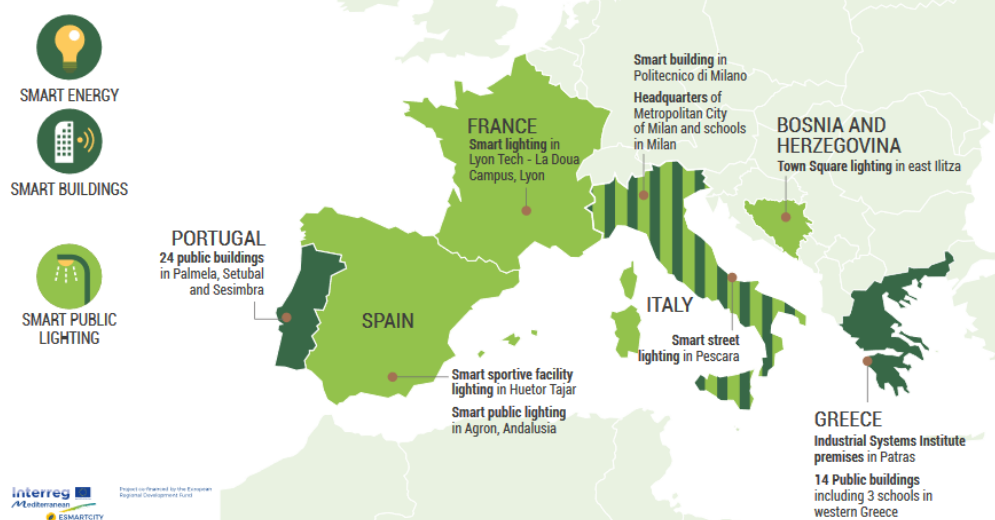 SMART ENERGY
SMART BUILDINGS
SMART PUBLIC
LIGHTING
PORTUGAL
24 public buildings
in Palmela, Setubal
and Sesimbra
SPAIN
Smart sportive facility
lighting in Huetor Tajar
Smart public lighting
in Agron, Andalusia
FRANCE
Smart lighting in
Lyon Tech - La Doua
Campus, Lyon
Smart building in
Politecnico di Milano
Headquarters of
Metropolitan City
of Milan and schools
in Milan
ITALY
Smart street
lighting in Pescara
BOSNIA AND
HERZEGOVINA
Town Square lighting in east Ilitza
GREECE
Industrial Systems Institute
premises in Patras
14 Public buildings
including 3 schools in
western Greece
Interreg
Mediterranean
ESMARTCITY
Project co-financed by the European
Regional Development Fund